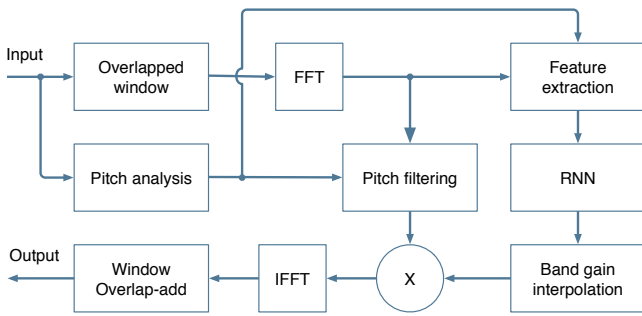 Input
Overlapped
window
FFT
Feature
extraction
Pitch analysis
Pitch filtering
RNN
Output
Window
Overlap-add
IFFT
X
Band gain
interpolation